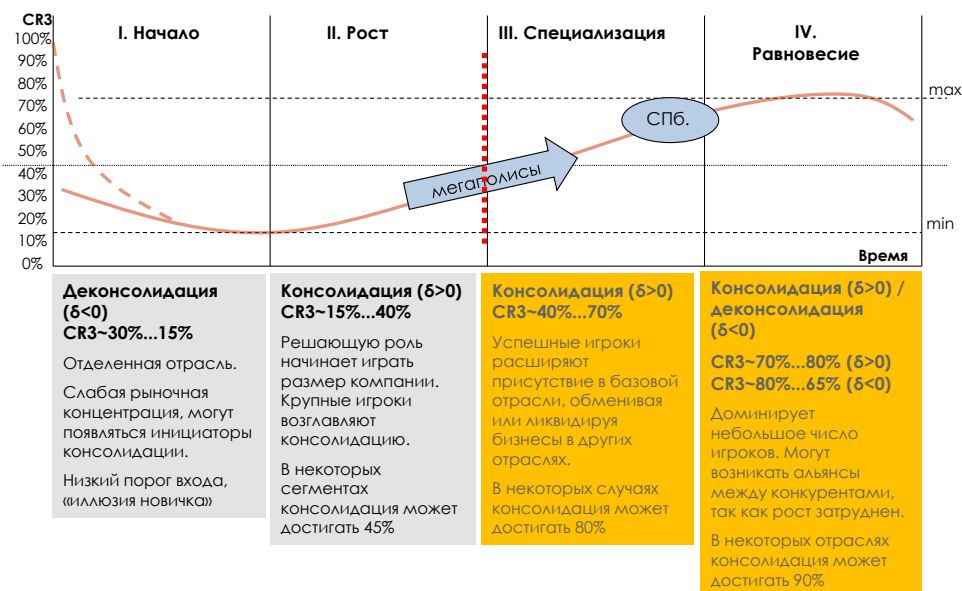 CR3
100%
90%
80%
70%
60%
50%
40%
30%
20%
10%
0%
I. Начало
II. Рост
III. Специализация
IV.
Равновесие
max
min
СПб.
мегаполисы
Время
Деконсолидация
(δ<0)
CR3~30%...15%
Отделенная отрасль.
Слабая рыночная
концентрация, могут
появляться инициаторы
консолидации.
Низкий порог входа,
«иллюзия новичка»
Консолидация (δ>0)
CR3~15%...40%
Решающую роль
начинает играть
размер компании.
Крупные игроки
возглавляют
консолидацию.
В некоторых
сегментах
консолидация может
достигать 45%
Консолидация (δ>0)
CR3~40%...70%
Успешные игроки
расширяют
присутствие в базовой
отрасли, обменивая
или ликвидируя
бизнесы в других
отраслях.
В некоторых случаях
консолидация может
достигать 80%
Консолидация (δ>0) /
деконсолидация
(δ<0)
CR3~70%...80% (δ>0)
CR3~80%...65% (δ<0)
Доминирует
небольшое число
игроков. Могут
возникать альянсы
между конкурентами,
так как рост затруднен.
В некоторых отраслях
консолидация может
достигать 90%